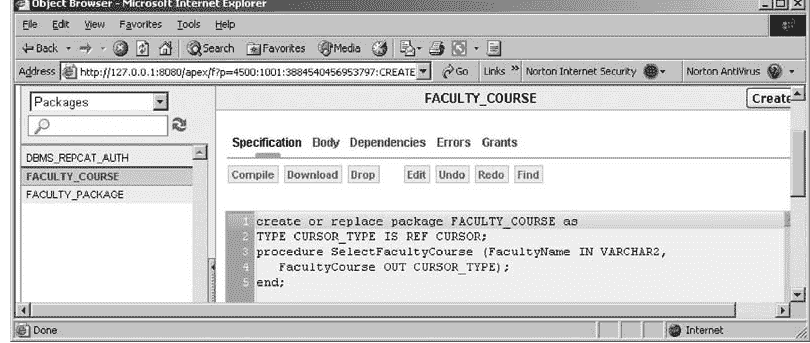 Object Browser - Microsoft Internet Explorer
File Edit View Favorites Tools Help
Back Search Favorites Media
Address http://127.0.0.1:8080/apex/f?p=4500:1001:3884540456953797:CREATE Go Links » Norton Internet Security Norton AntiVirus
Packages
FACULTY_COURSE
Create
Specification Body Dependencies Errors Grants
DBMS_REPCAT_AUTH
FACULTY_COURSE
FACULTY_PACKAGE
Compile Download Drop Edit Undo Redo Find
1 create or replace package FACULTY_COURSE as
2 TYPE CURSOR_TYPE IS REF CURSOR;
3 procedure SelectFacultyCourse (FacultyName IN VARCHAR2,
4 FacultyCourse OUT CURSOR_TYPE);
5 end;
Done
Internet